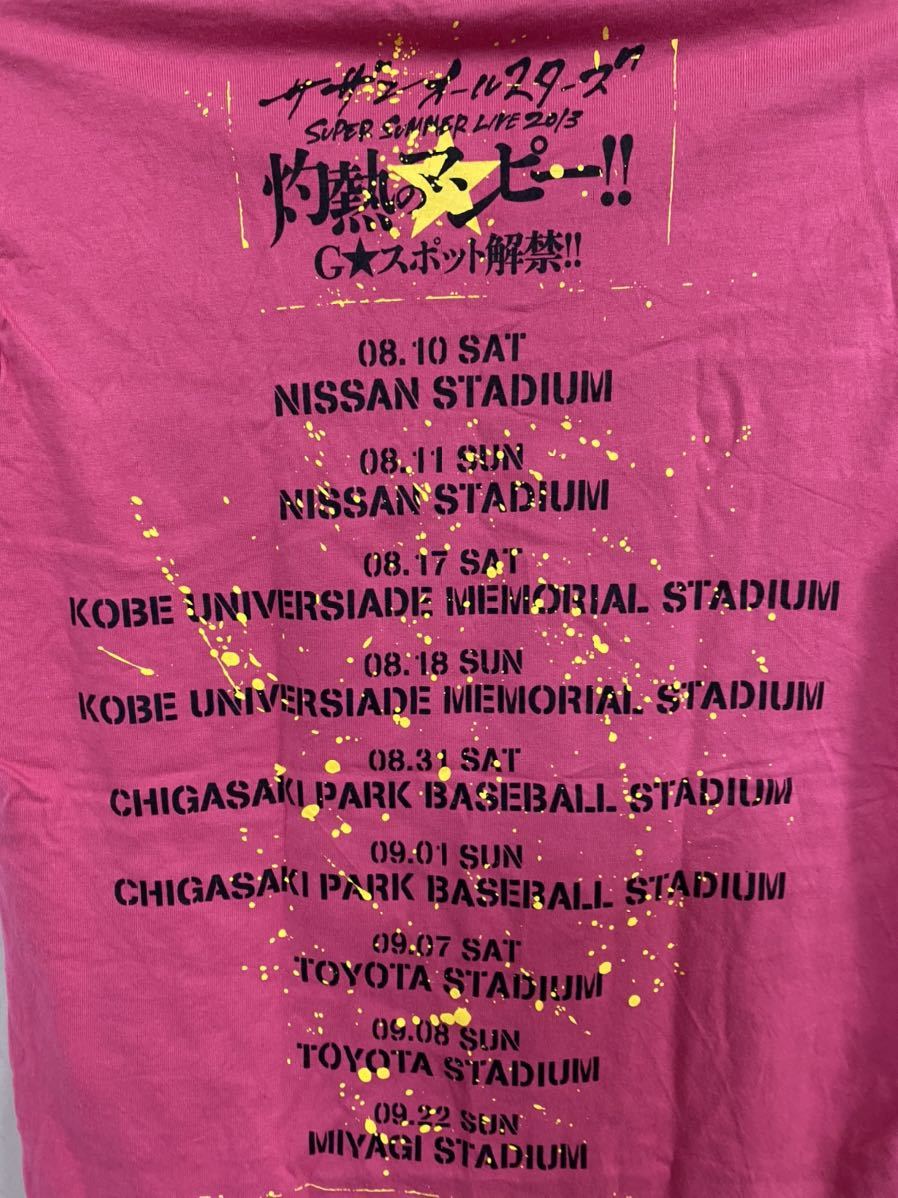 サザンオールスターズ
SUPER SUMMER LIVE 2013
灼熱のマンピー!!
G★スポット解禁!!
08.10 SAT
NISSAN STADIUM
08.11 SUN
NISSAN STADIUM
08.17 SAT
KOBE UNIVERSIADE MEMORIAL STADIUM
08.18 SUN
KOBE UNIVERSIADE MEMORIAL STADIUM
08.31 SAT
CHIGASAKI PARK BASEBALL STADIUM
09.01 SUN
CHIGASAKI PARK BASEBALL STADIUM
09.07 SAT
TOYOTA STADIUM
09.08 SUN
TOYOTA STADIUM
09.22 SUN
MIYAGI STADIUM